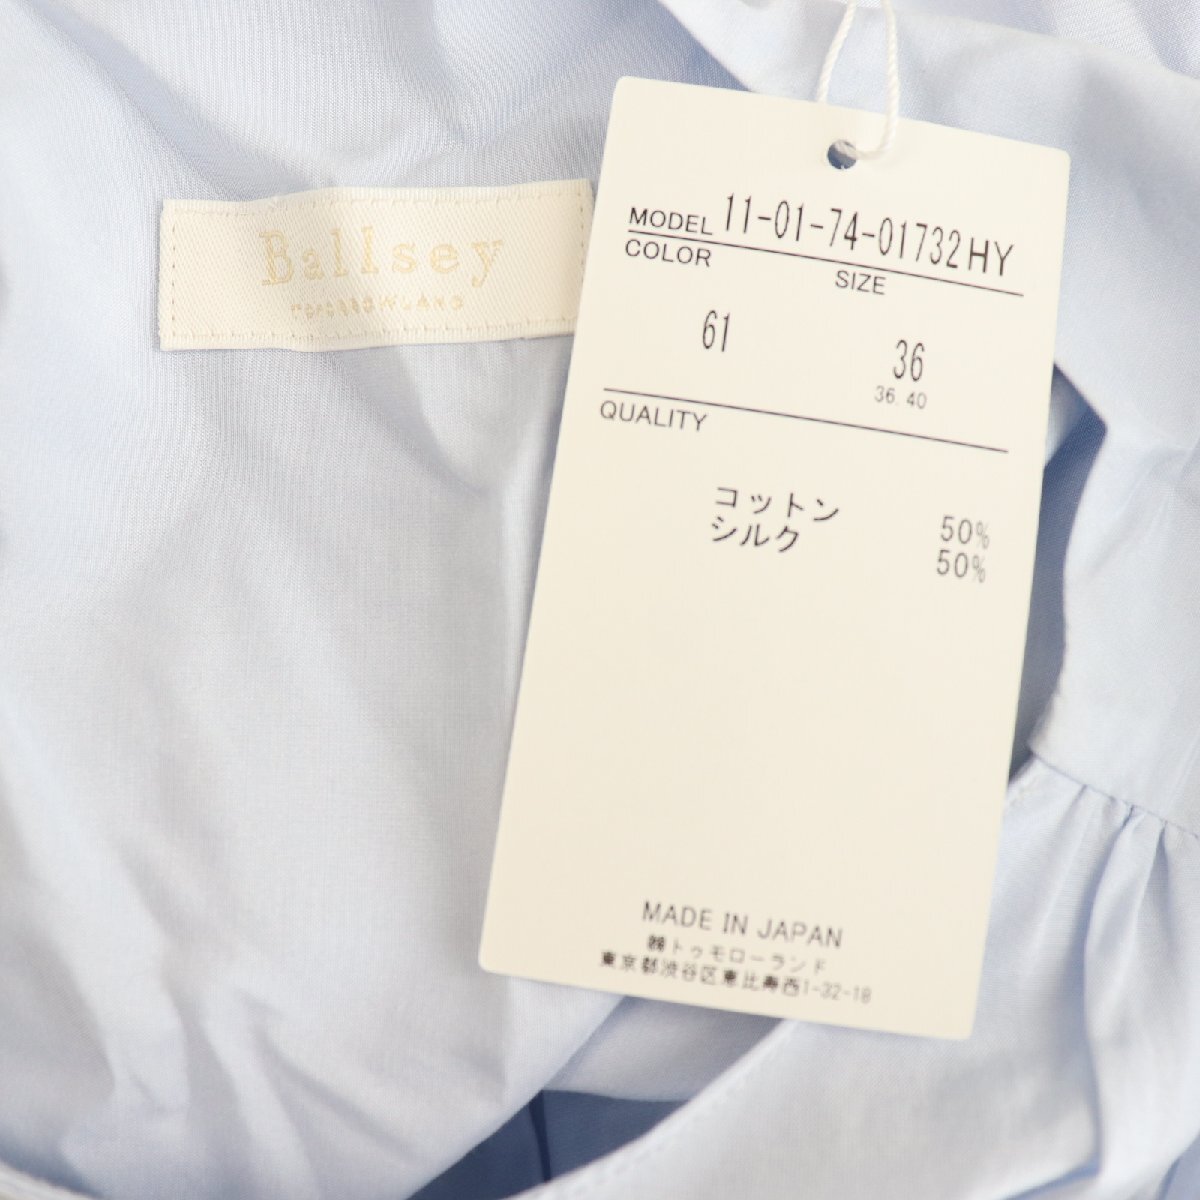 Ballsey
TOMORROWLAND
MODEL 11-01-74-01732HY
COLOR
SIZE
61
36
36.40
QUALITY
コットン 50%
シルク 50%
MADE IN JAPAN
㈱トゥモローランド
東京都渋谷区恵比寿西1-32-18